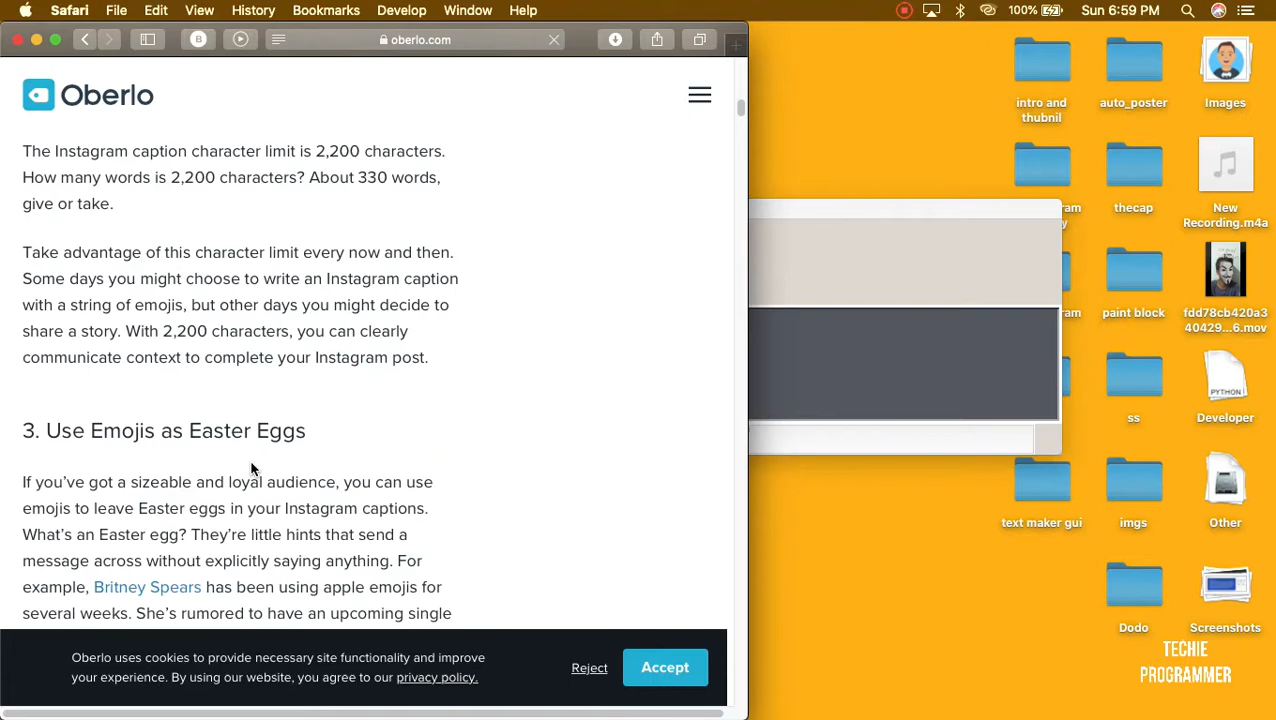 Safari File Edit View History Bookmarks Develop Window Help 100% Sun 6:59 PM
B oberlo.com
Oberlo
The Instagram caption character limit is 2,200 characters.
How many words is 2,200 characters? About 330 words,
give or take.
Take advantage of this character limit every now and then.
Some days you might choose to write an Instagram caption
with a string of emojis, but other days you might decide to
share a story. With 2,200 characters, you can clearly
communicate context to complete your Instagram post.
3. Use Emojis as Easter Eggs
If you’ve got a sizeable and loyal audience, you can use
emojis to leave Easter eggs in your Instagram captions.
What’s an Easter egg? They’re little hints that send a
message across without explicitly saying anything. For
example, Britney Spears has been using apple emojis for
several weeks. She’s rumored to have an upcoming single
Oberlo uses cookies to provide necessary site functionality and improve
your experience. By using our website, you agree to our privacy policy.
Reject
Accept
intro and
thubnil
auto_poster
Images
ram
y
thecap
New
Recording.m4a
ram
paint block
fdd78cb420a3
40429...6.mov
PYTHON
ss
Developer
text maker gui
imgs
Other
Dodo
Screenshots
TECHIE
PROGRAMMER